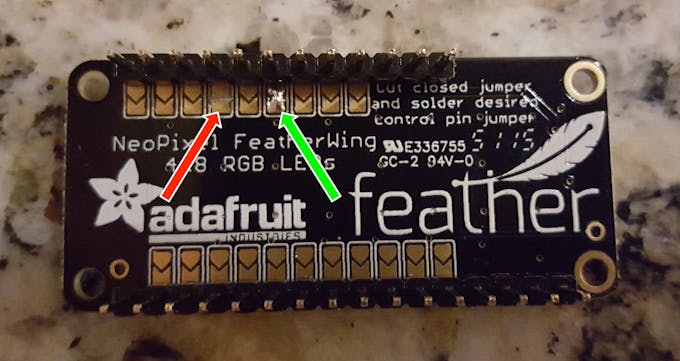 Cut closed jumper
and solder desired
control pin jumper
NeoPixel FeatherWing
4x8 RGB LEDs
E336755
5115
GC-2 94V-0
adafruit
INDUSTRIES
feather